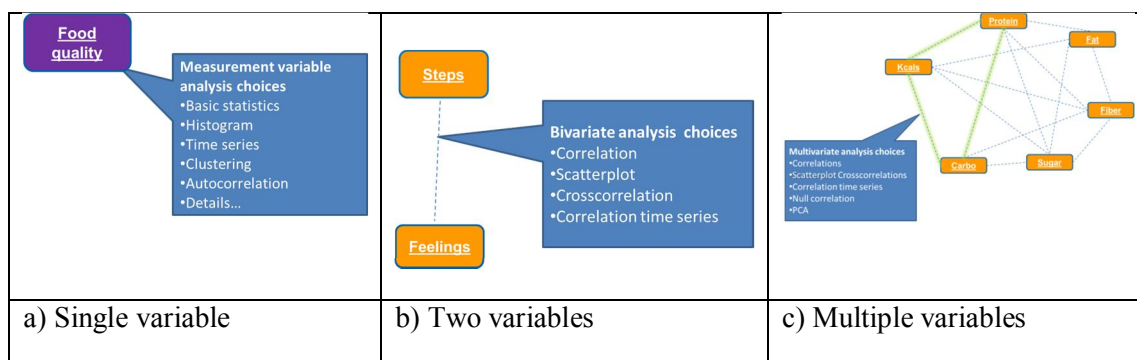 Food
quality
Measurement variable
analysis choices
•Basic statistics
•Histogram
•Time series
•Clustering
•Autocorrelation
•Details...
a) Single variable
Steps
Bivariate analysis choices
•Correlation
•Scatterplot
•Crosscorrelation
•Correlation time series
Feelings
b) Two variables
Protein
Fat
Kcals
Fiber
Multivariate analysis choices
•Correlations
•Scatterplot Crosscorrelations
•Correlation time series
•Null correlation
•PCA
Carbo
Sugar
c) Multiple variables